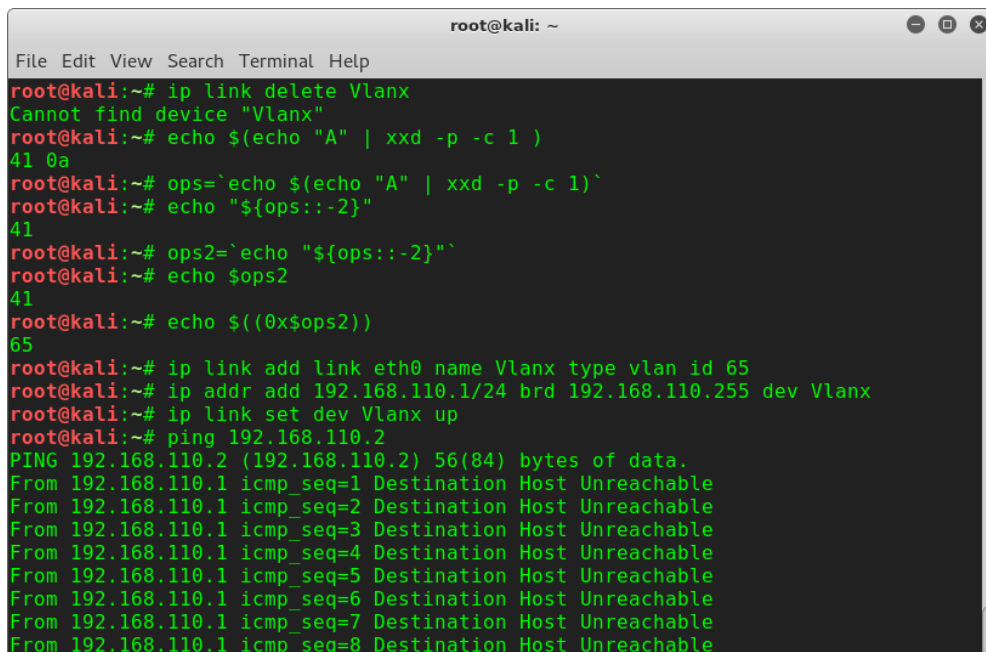 root@kali: ~
File Edit View Search Terminal Help
root@kali:~# ip link delete Vlanx
Cannot find device "Vlanx"
root@kali:~# echo $(echo "A" | xxd -p -c 1 )
41 0a
root@kali:~# ops=`echo $(echo "A" | xxd -p -c 1)`
root@kali:~# echo "${ops::-2}"
41
root@kali:~# ops2=`echo "${ops::-2}"`
root@kali:~# echo $ops2
41
root@kali:~# echo $((0x$ops2))
65
root@kali:~# ip link add link eth0 name Vlanx type vlan id 65
root@kali:~# ip addr add 192.168.110.1/24 brd 192.168.110.255 dev Vlanx
root@kali:~# ip link set dev Vlanx up
root@kali:~# ping 192.168.110.2
PING 192.168.110.2 (192.168.110.2) 56(84) bytes of data.
From 192.168.110.1 icmp_seq=1 Destination Host Unreachable
From 192.168.110.1 icmp_seq=2 Destination Host Unreachable
From 192.168.110.1 icmp_seq=3 Destination Host Unreachable
From 192.168.110.1 icmp_seq=4 Destination Host Unreachable
From 192.168.110.1 icmp_seq=5 Destination Host Unreachable
From 192.168.110.1 icmp_seq=6 Destination Host Unreachable
From 192.168.110.1 icmp_seq=7 Destination Host Unreachable
From 192.168.110.1 icmp_seq=8 Destination Host Unreachable